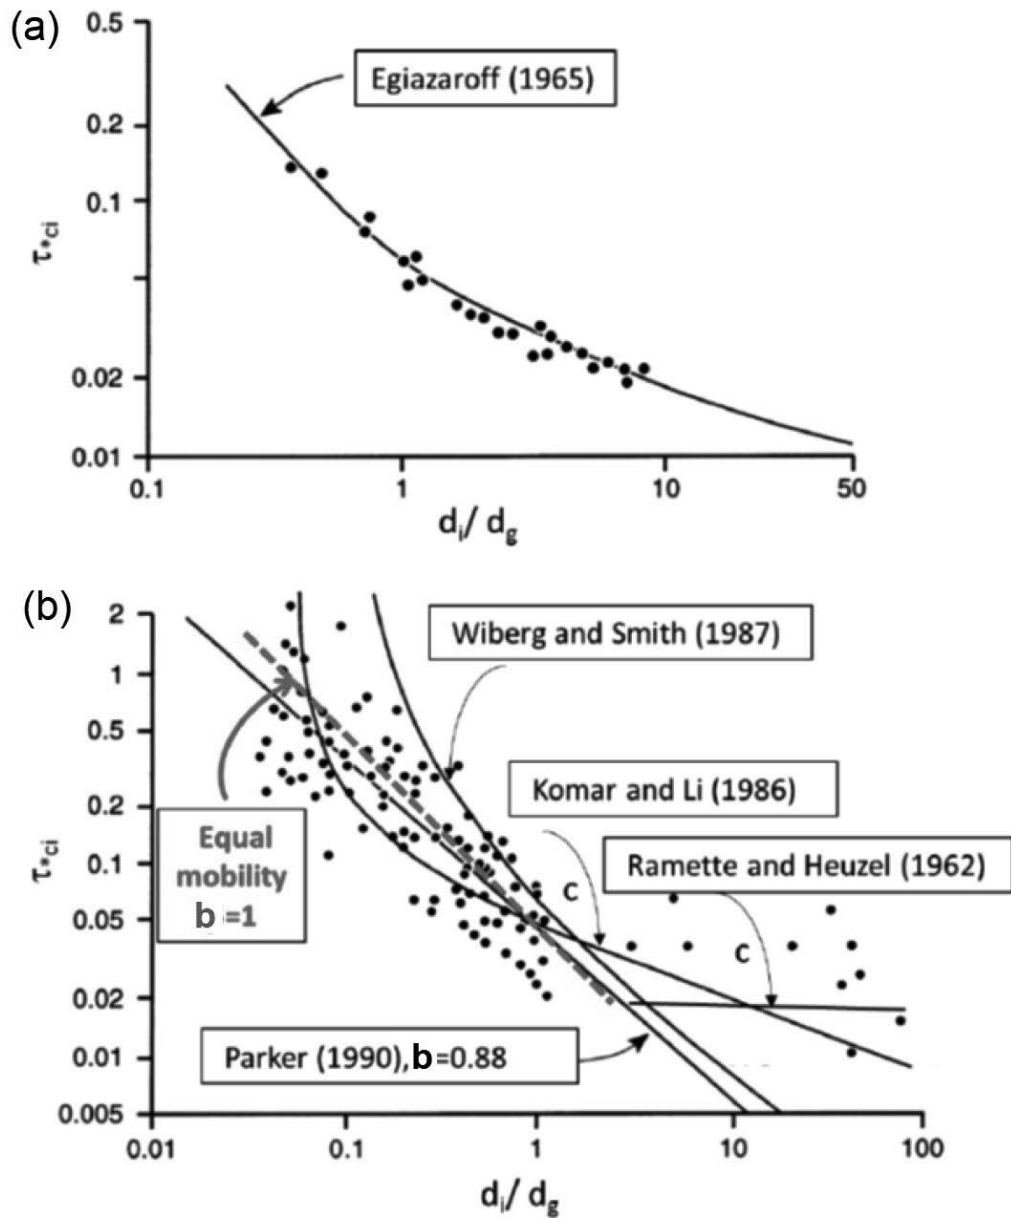 (a)
0.5
0.2
0.1
0.02
0.01
τ*ci
Egiazaroff (1965)
0.1
1
10
50
di/ dg
(b)
2
1
0.5
0.2
0.1
0.05
0.02
0.01
0.005
τ*ci
Wiberg and Smith (1987)
Komar and Li (1986)
Ramette and Heuzel (1962)
Equal
mobility
b=1
C
C
Parker (1990),b=0.88
0.01
0.1
1
10
100
di/ dg